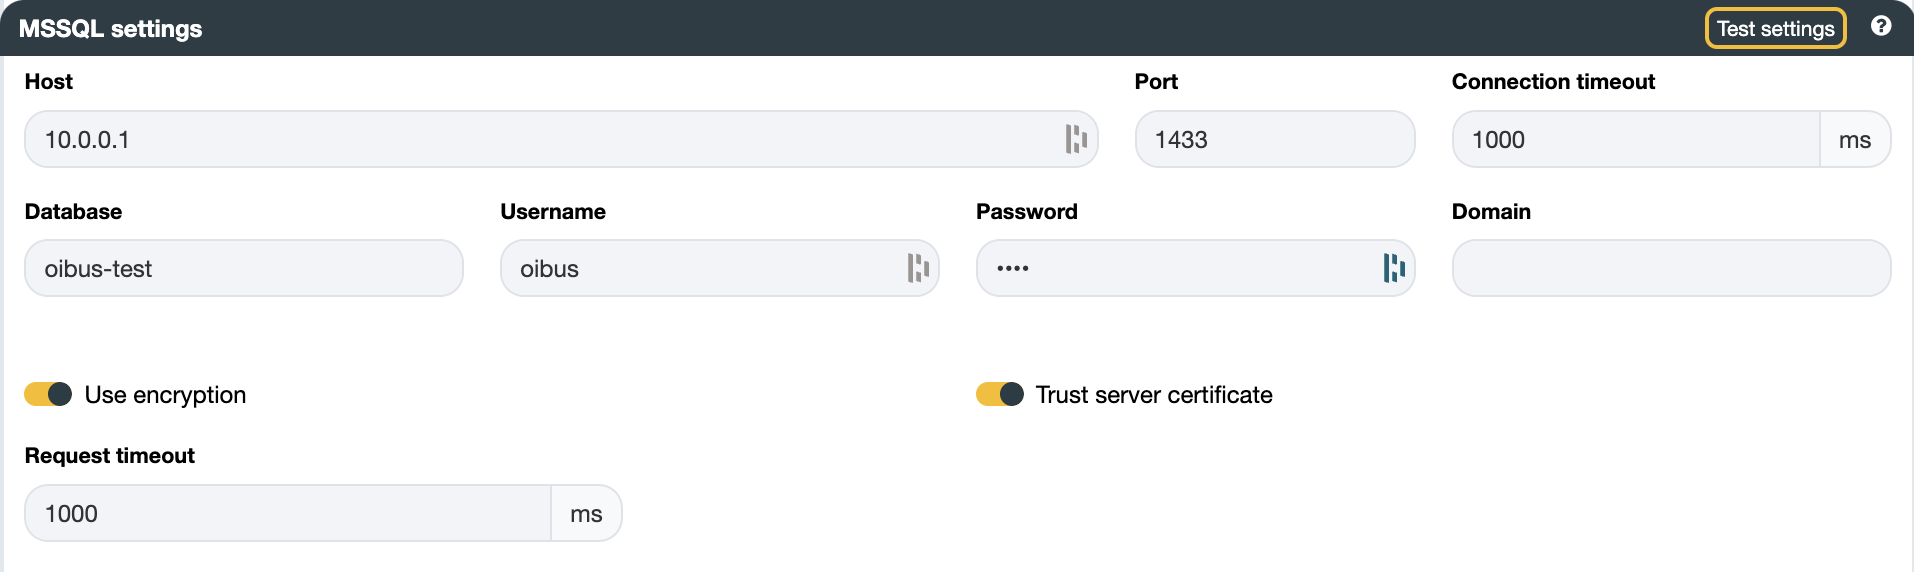 MSSQL settings
Test settings
?
Host
Port
Connection timeout
10.0.0.1
1433
1000 ms
Database
Username
Password
Domain
oibus-test
oibus
••••
Use encryption
Trust server certificate
Request timeout
1000 ms